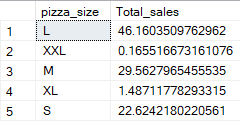 pizza_size Total_sales
1 L 46.1603509762962
2 XXL 0.165516673161076
3 M 29.5627965455535
4 XL 1.48711778293315
5 S 22.6242180220561